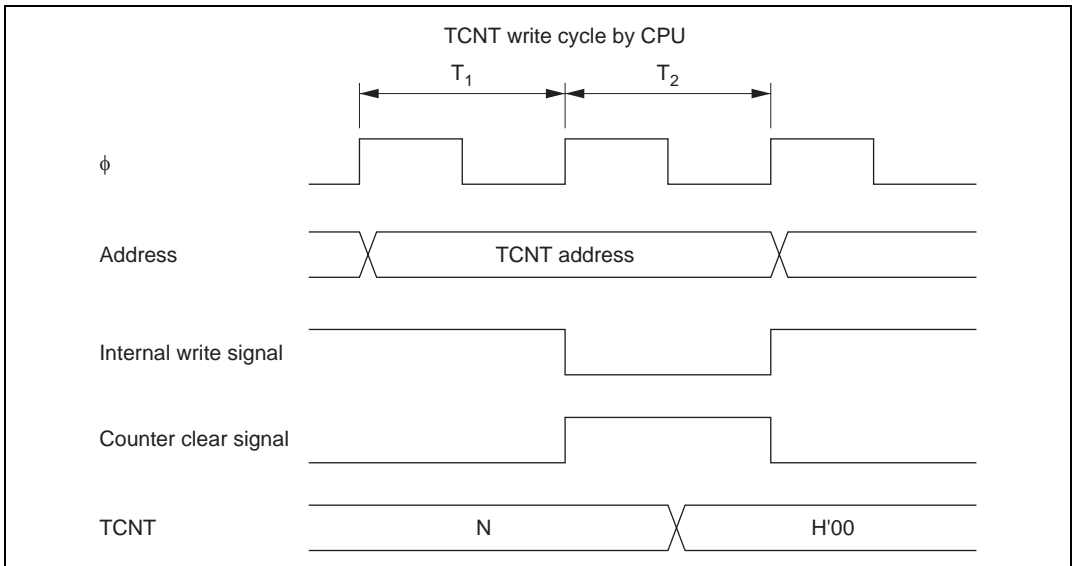 TCNT write cycle by CPU
T1 T2
ϕ
Address TCNT address
Internal write signal
Counter clear signal
TCNT N H'00